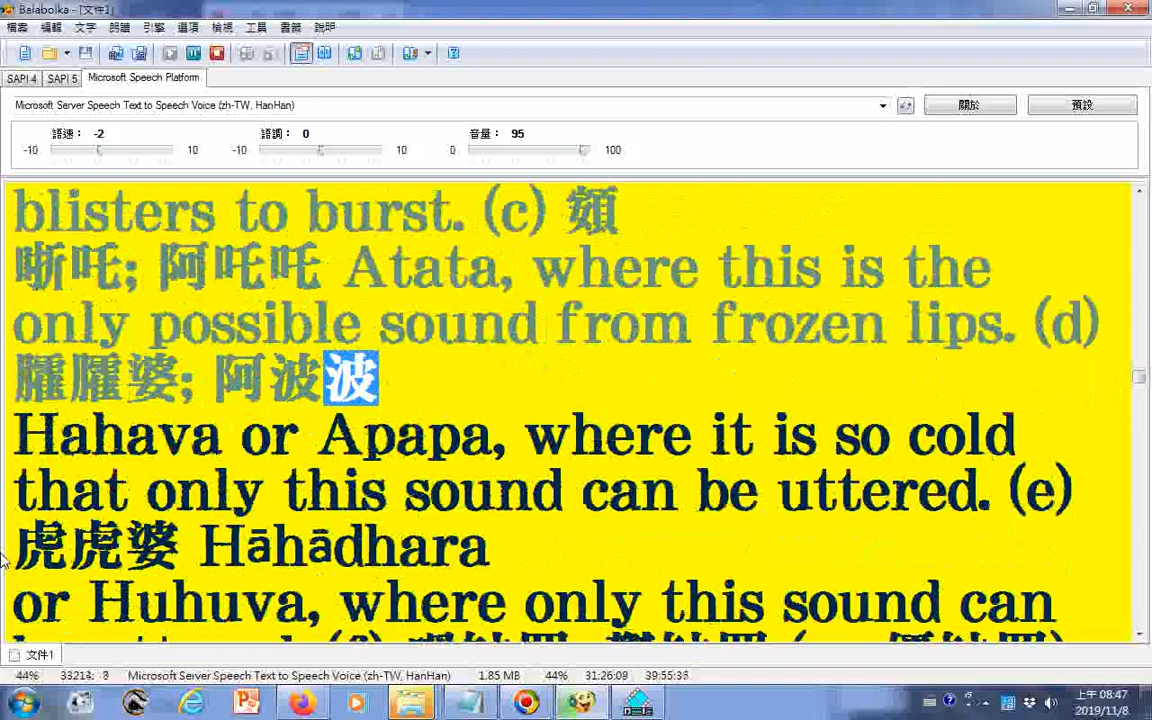 Balabolka - [文件1]
檔案 編輯 文字 朗讀 引擎 選項 檢視 工具 書籤 說明
SAPI 4 SAPI 5 Microsoft Speech Platform
Microsoft Server Speech Text to Speech Voice (zh-TW, HanHan) 關於 預設
語速： -2 語調： 0 音量： 95
-10 10 -10 10 0 100
blisters to burst. (c) 頞
哳吒; 阿吒吒 Atata, where this is the
only possible sound from frozen lips. (d)
臛臛婆; 阿波波
Hahava or Apapa, where it is so cold
that only this sound can be uttered. (e)
虎虎婆 Hāhādhara
or Huhuva, where only this sound can
文件1
44% 33213: 3 Microsoft Server Speech Text to Speech Voice (zh-TW, HanHan) 1.85 MB 44% 31:26:09 39:55:38
上午 08:47
2019/11/8